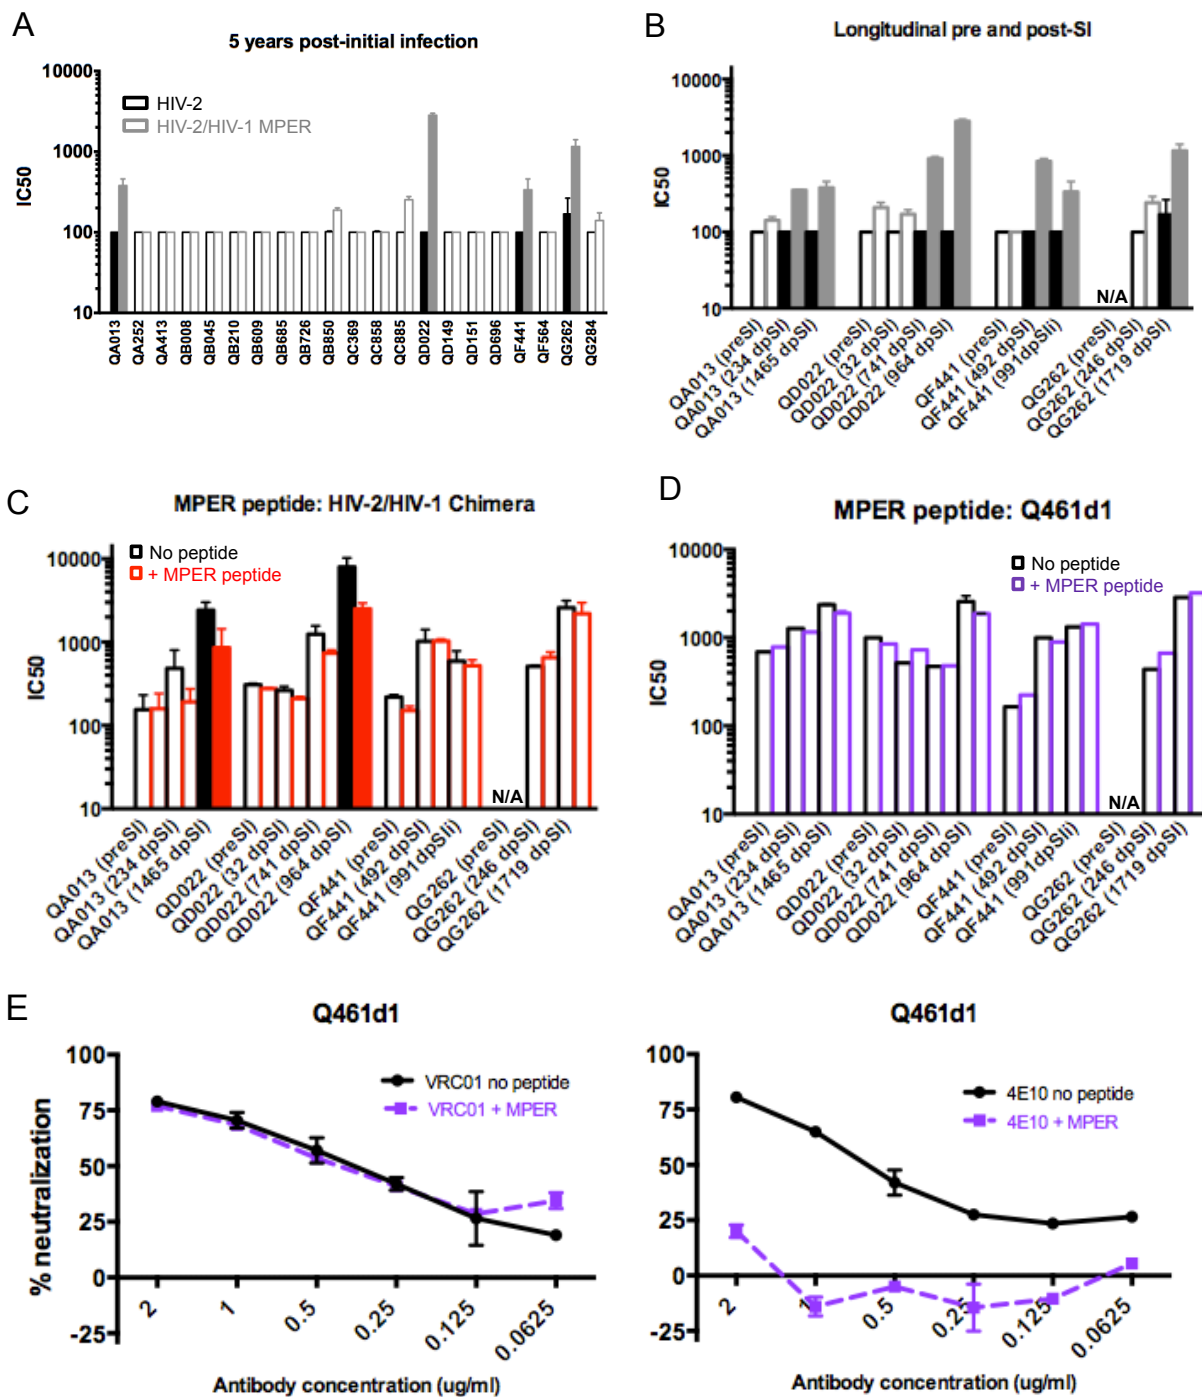 A
5 years post-initial infection
IC50
10000
1000
100
10
HIV-2
HIV-2/HIV-1 MPER
QA013
QA252
QA413
QB008
QB045
QB210
QB609
QB685
QB726
QB850
QC369
QC858
QC885
QD022
QD149
QD151
QD696
QF461
QF564
QG262
QG284
B
Longitudinal pre and post-SI
IC50
10000
1000
100
10
N/A
QA013 (preSI)
QA013 (234 dpSI)
QA013 (1465 dpSI)
QD022 (preSI)
QD022 (32 dpSI)
QD022 (741 dpSI)
QD022 (964 dpSI)
QF441 (preSI)
QF441 (492 dpSI)
QF441 (991dpSIi)
QG262 (preSI)
QG262 (246 dpSI)
QG262 (1719 dpSI)
C
MPER peptide: HIV-2/HIV-1 Chimera
IC50
10000
1000
100
10
No peptide
+ MPER peptide
N/A
QA013 (preSI)
QA013 (234 dpSI)
QA013 (1465 dpSI)
QD022 (preSI)
QD022 (32 dpSI)
QD022 (741 dpSI)
QD022 (964 dpSI)
QF441 (preSI)
QF441 (492 dpSI)
QF441 (991dpSIi)
QG262 (preSI)
QG262 (246 dpSI)
QG262 (1719 dpSI)
D
MPER peptide: Q461d1
IC50
10000
1000
100
10
No peptide
+ MPER peptide
N/A
QA013 (preSI)
QA013 (234 dpSI)
QA013 (1465 dpSI)
QD022 (preSI)
QD022 (32 dpSI)
QD022 (741 dpSI)
QD022 (964 dpSI)
QF441 (preSI)
QF441 (492 dpSI)
QF441 (991dpSIi)
QG262 (preSI)
QG262 (246 dpSI)
QG262 (1719 dpSI)
E
Q461d1
% neutralization
100
75
50
25
0
-25
VRC01 no peptide
VRC01 + MPER
2
1
0.5
0.25
0.125
0.0625
Antibody concentration (ug/ml)
Q461d1
100
75
50
25
0
-25
4E10 no peptide
4E10 + MPER
2
1
0.5
0.25
0.125
0.0625
Antibody concentration (ug/ml)